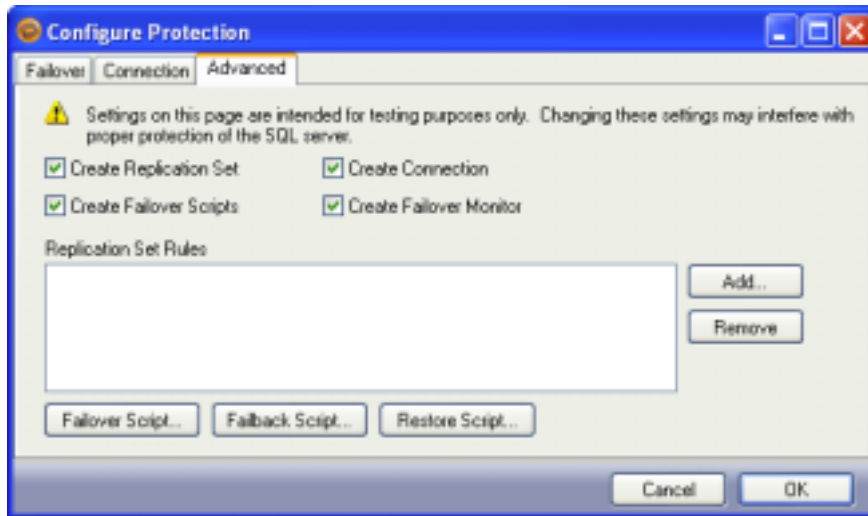 Configure Protection
Failover Connection Advanced
Settings on this page are intended for testing purposes only. Changing these settings may interfere with
proper protection of the SQL server.
Create Replication Set Create Connection
Create Failover Scripts Create Failover Monitor
Replication Set Rules
Add...
Remove
Failover Script... Failback Script... Restore Script...
Cancel OK